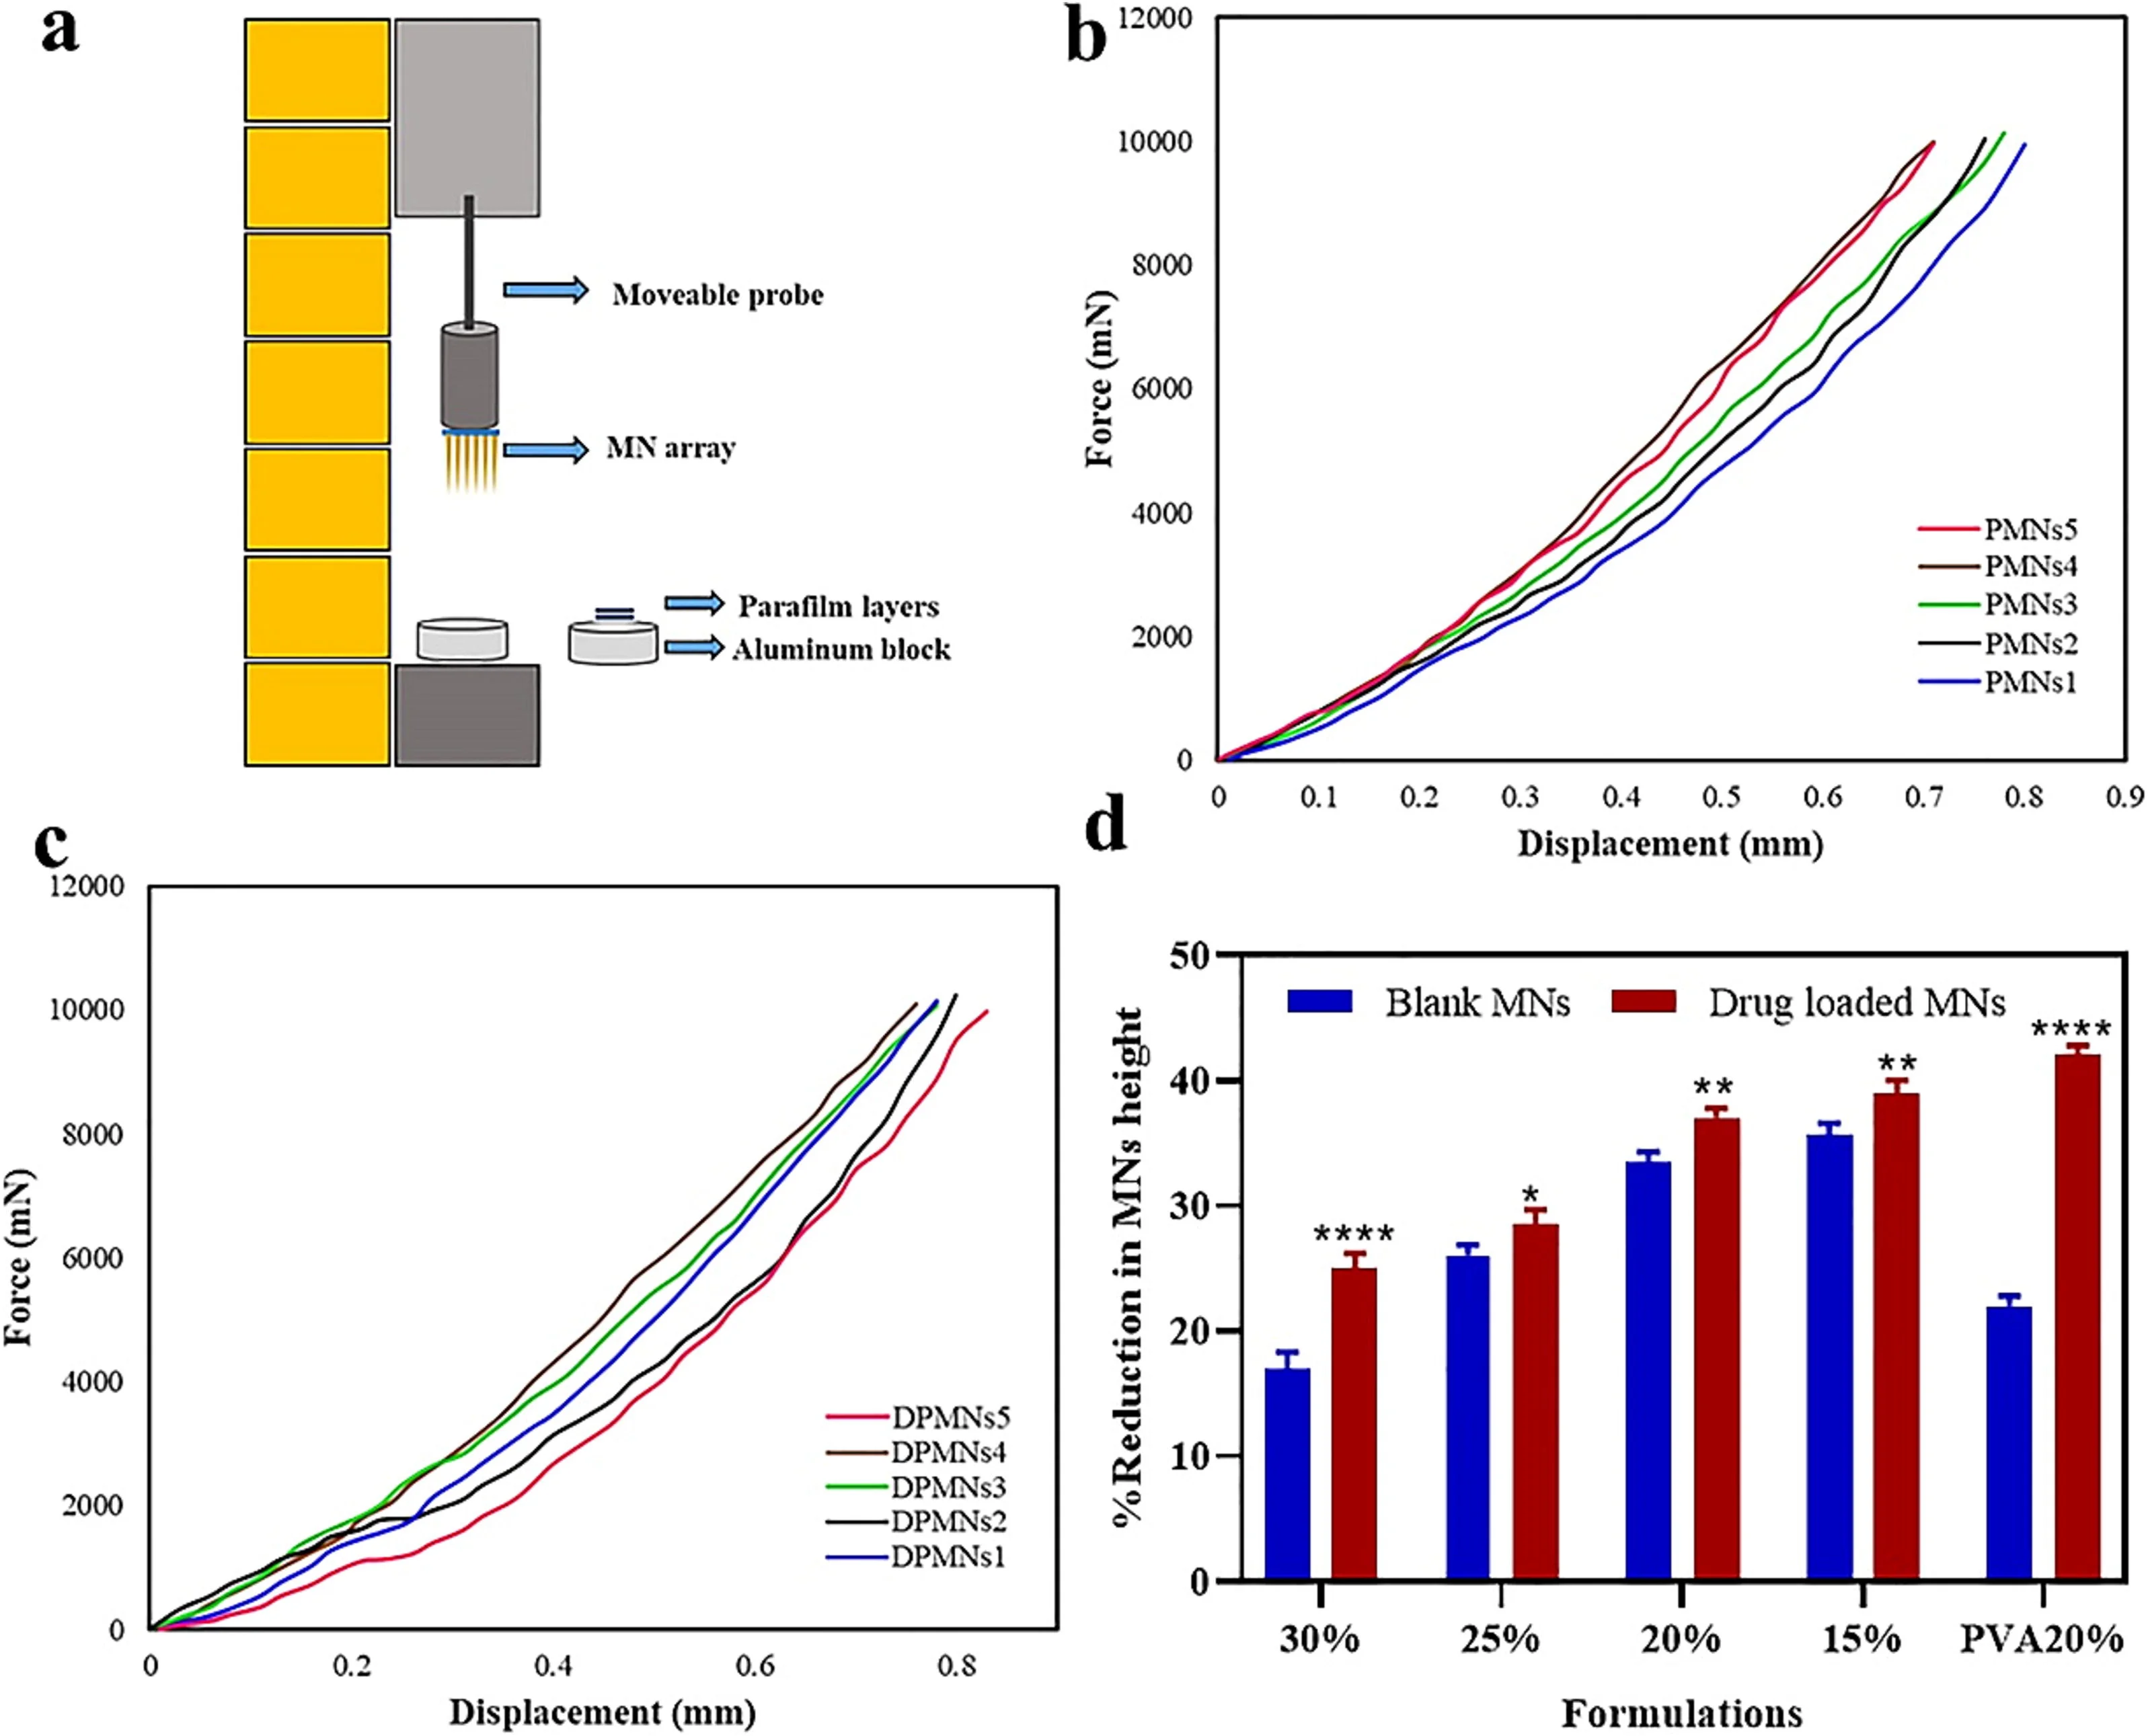 a
Moveable probe
MN array
Parafilm layers
Aluminum block
b
12000
10000
8000
6000
4000
2000
0
Force (mN)
PMNs5
PMNs4
PMNs3
PMNs2
PMNs1
0 0.1 0.2 0.3 0.4 0.5 0.6 0.7 0.8 0.9
Displacement (mm)
c
12000
10000
8000
6000
4000
2000
0
Force (mN)
DPMNs5
DPMNs4
DPMNs3
DPMNs2
DPMNs1
0 0.2 0.4 0.6 0.8
Displacement (mm)
d
50
40
30
20
10
0
%Reduction in MNs height
Blank MNs Drug loaded MNs
****
*
**
**
****
30% 25% 20% 15% PVA20%
Formulations